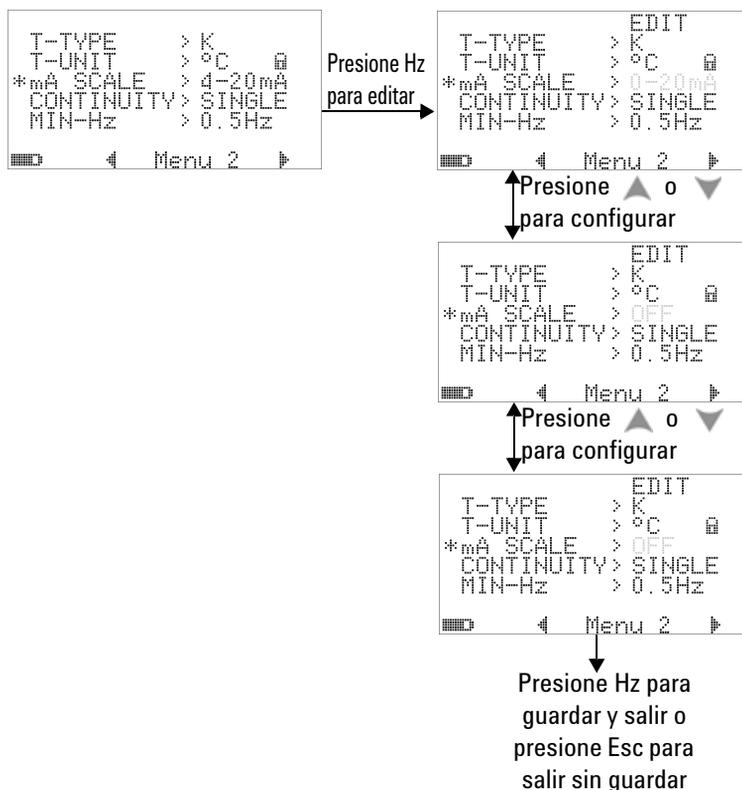 T-TYPE > K
T-UNIT > °C
*mA SCALE > 4-20mA
CONTINUITY> SINGLE
MIN-Hz > 0.5Hz
Menu 2
Presione Hz
para editar
EDIT
T-TYPE > K
T-UNIT > °C
*mA SCALE > 0-20mA
CONTINUITY> SINGLE
MIN-Hz > 0.5Hz
Menu 2
Presione o
para configurar
EDIT
T-TYPE > K
T-UNIT > °C
*mA SCALE > OFF
CONTINUITY> SINGLE
MIN-Hz > 0.5Hz
Menu 2
Presione o
para configurar
EDIT
T-TYPE > K
T-UNIT > °C
*mA SCALE > OFF
CONTINUITY> SINGLE
MIN-Hz > 0.5Hz
Menu 2
Presione Hz para
guardar y salir o
presione Esc para
salir sin guardar